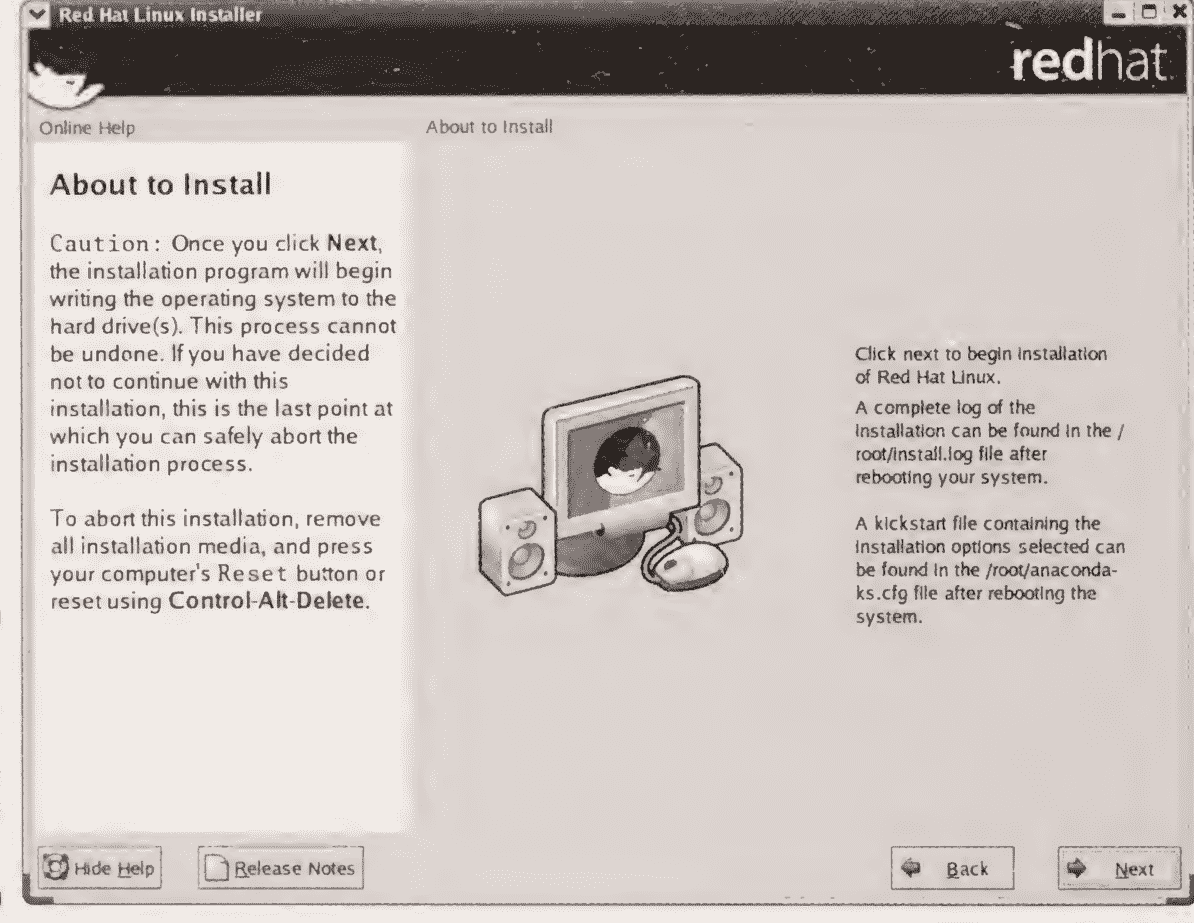 Red Hat Linux Installer
redhat
Online Help
About to Install
About to Install
Caution: Once you click Next,
the installation program will begin
writing the operating system to the
hard drive(s). This process cannot
be undone. If you have decided
not to continue with this
installation, this is the last point at
which you can safely abort the
installation process.
To abort this installation, remove
all installation media, and press
your computer's Reset button or
reset using Control-Alt-Delete.
Click next to begin installation
of Red Hat Linux.
A complete log of the
installation can be found in the /
root/install.log file after
rebooting your system.
A kickstart file containing the
installation options selected can
be found in the /root/anaconda-
ks.cfg file after rebooting the
system.
Hide Help
Release Notes
Back
Next